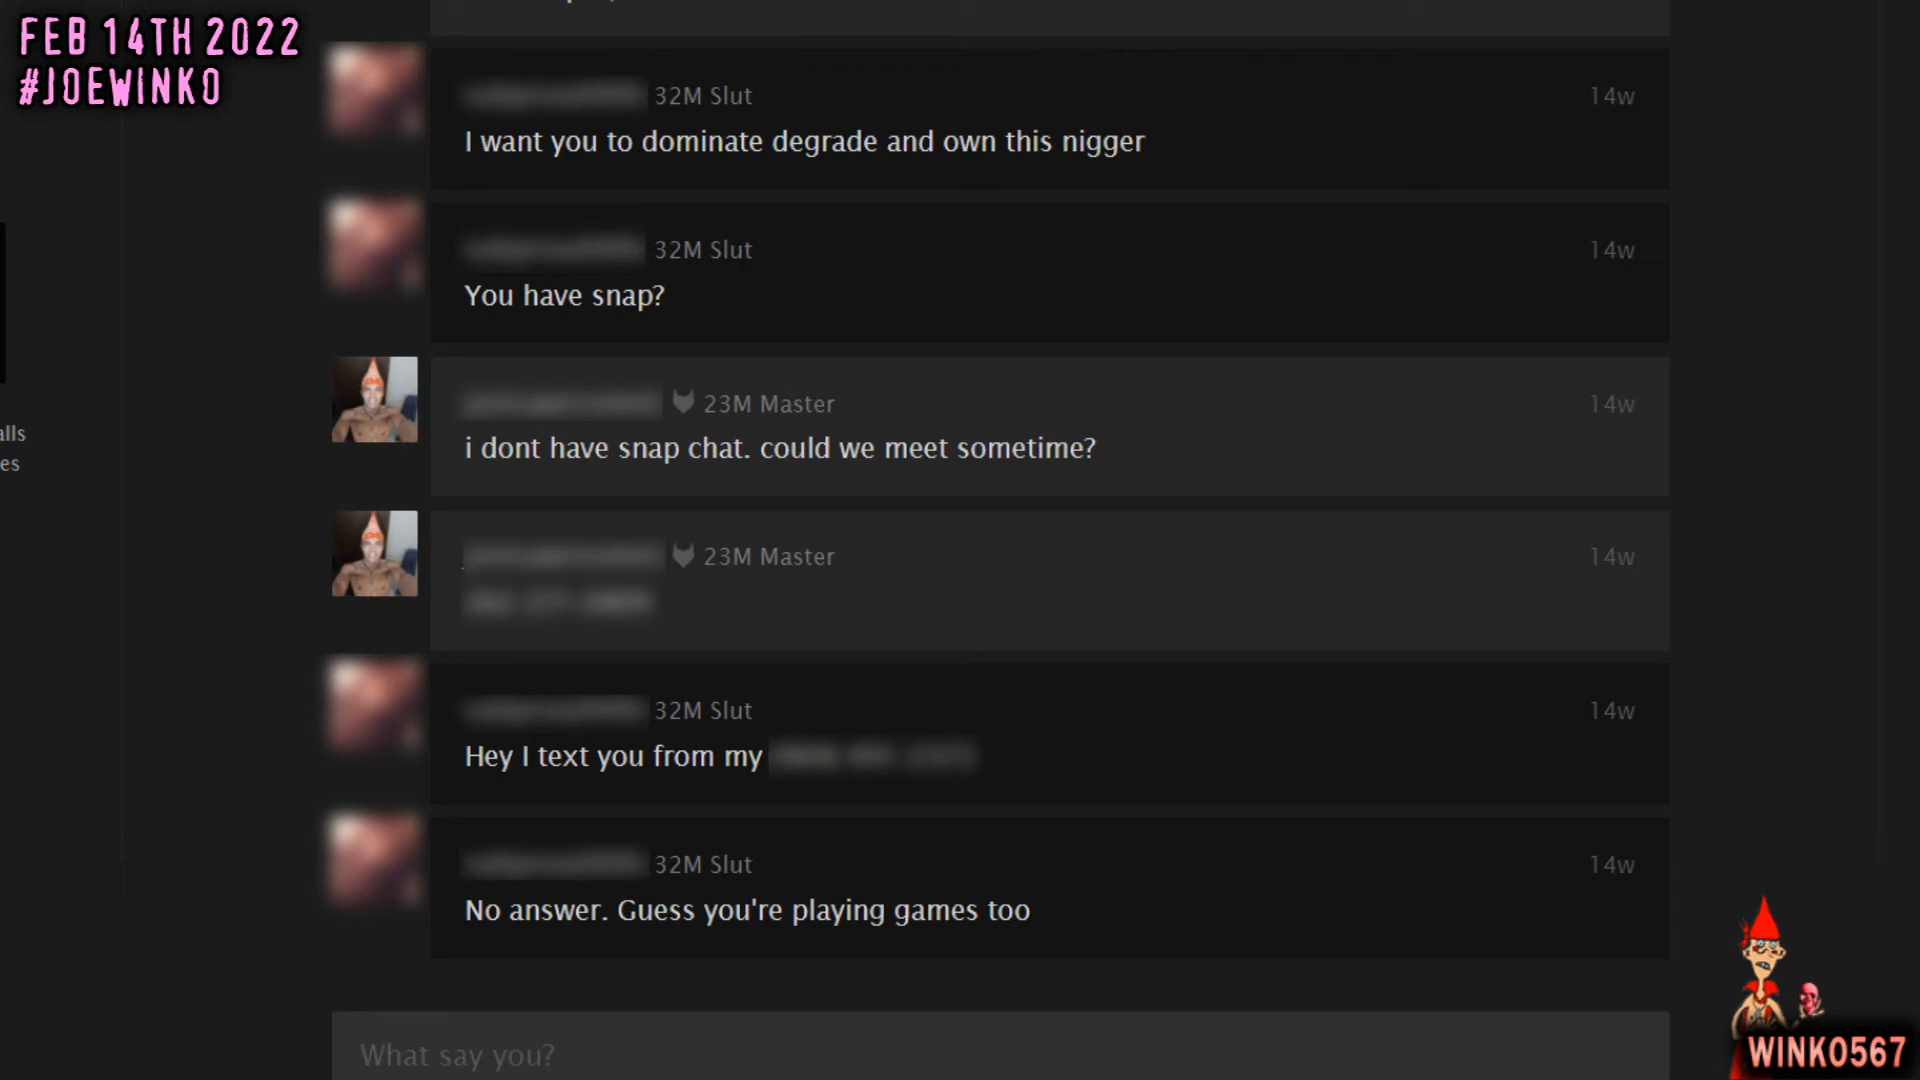 FEB 14TH 2022
#JOEWINKO
32M Slut 14w
I want you to dominate degrade and own this nigger
32M Slut 14w
You have snap?
23M Master 14w
i dont have snap chat. could we meet sometime?
alls
es
23M Master 14w
32M Slut 14w
Hey I text you from my
32M Slut 14w
No answer. Guess you're playing games too
What say you?
WINKO567